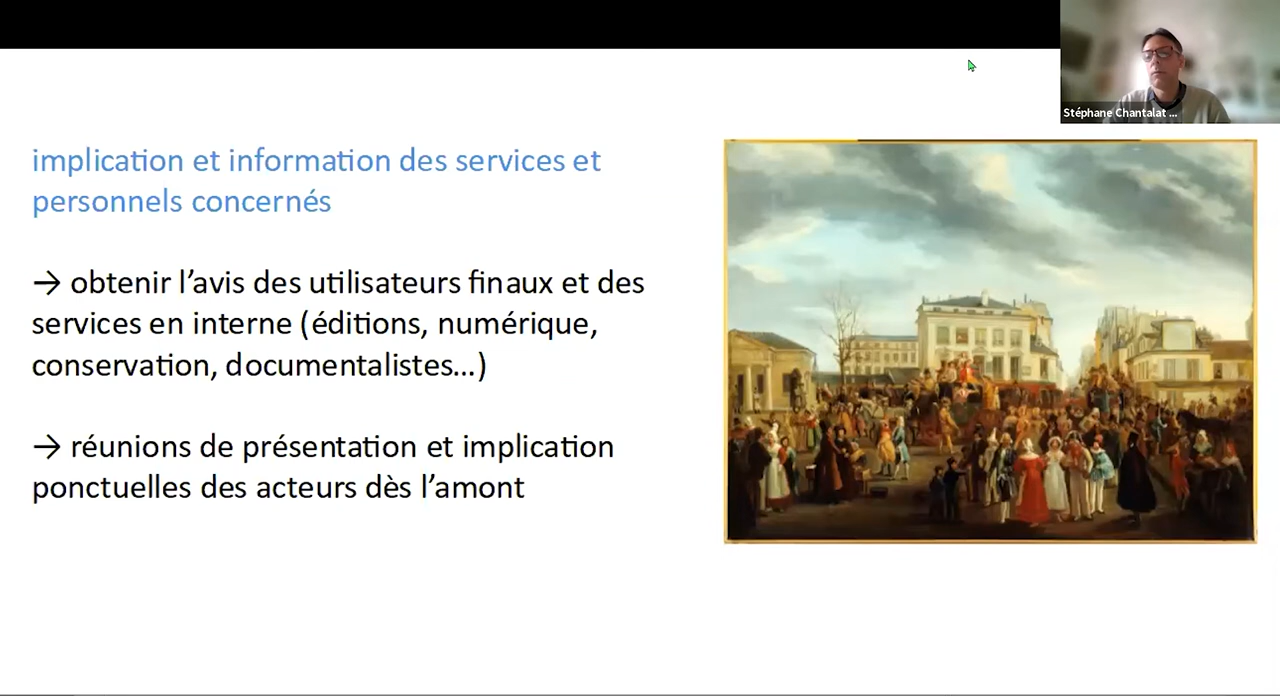 Stéphane Chantalat ...
implication et information des services et
personnels concernés
→ obtenir l’avis des utilisateurs finaux et des
services en interne (éditions, numérique,
conservation, documentalistes…)
→ réunions de présentation et implication
ponctuelles des acteurs dès l’amont